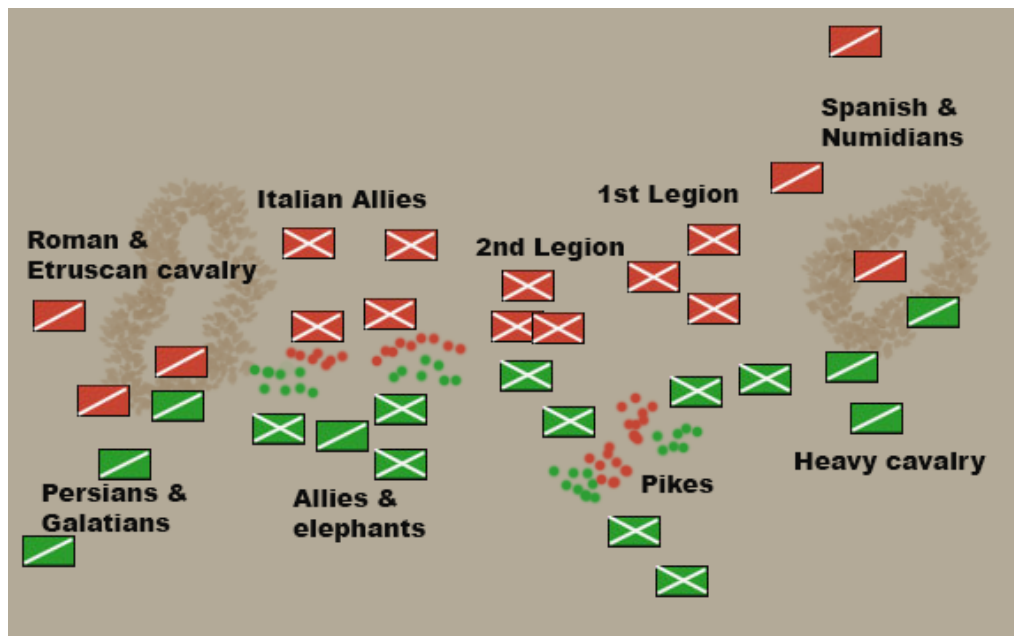 Spanish &
Numidians
Italian Allies
1st Legion
Roman &
Etruscan cavalry
2nd Legion
Heavy cavalry
Pikes
Persians &
Galatians
Allies &
elephants